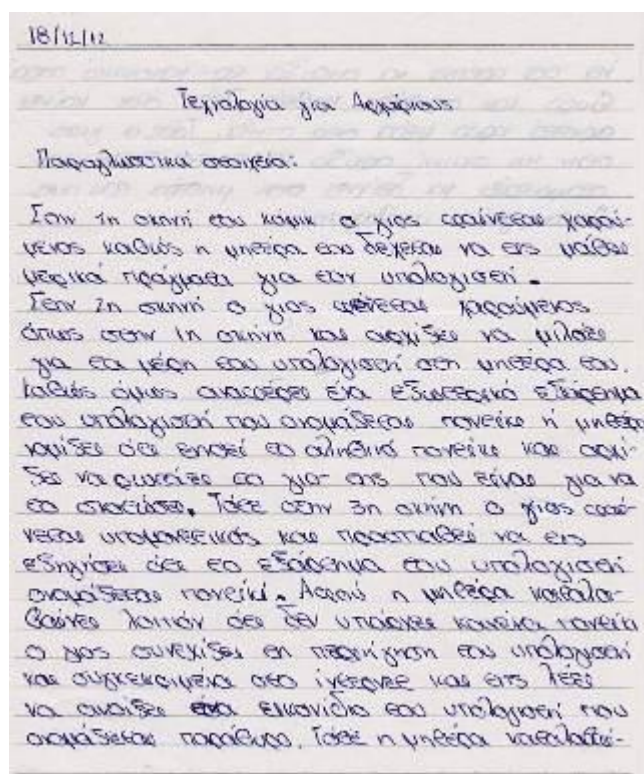 18/12/12
Τεχνολογία για Αρχάριους
Παραγλωσσικά στοιχεία:
Στην 1η σκηνή του κόμικ ο γιος φαίνεται χαρού-
μενος καθώς η μητέρα του δέχεται να της μάθει
μερικά πράγματα για τον υπολογιστή.
Στην 2η σκηνή ο γιος φαίνεται χαρούμενος
όπως στην 1η σκηνή και αρχίζει να μιλάει
για τα μέρη του υπολογιστή στη μητέρα του.
Καθώς όμως αναφέρει ένα εξωτερικό εξάρτημα
του υπολογιστή που ονομάζεται ποντίκι ή μητέρα
νομίζει ότι εννοεί το αληθινό ποντίκι και αρχί-
ζει να φωνάζει το γιο της που είναι για να
το σκοτώσει. Τότε στην 3η σκήνη ο γιος φαί-
νεται υπομονετικός και προσπαθεί να της
εξηγήσει ότι το εξάρτημα του υπολογιστή
ονομάζεται ποντίκι. Αφού η μητέρα καταλα-
βαίνει λοιπόν ότι δεν υπάρχει κανένα ποντίκι
ο γιος συνεχίζει τη περιήγηση του υπολογιστή
και συγκεκριμένα στο ίντερνετ και της λέει
να ανοίξει ένα εικονίδιο του υπολογιστή που
ονομάζεται παράθυρο. Τότε η μητέρα καταλαβαί-